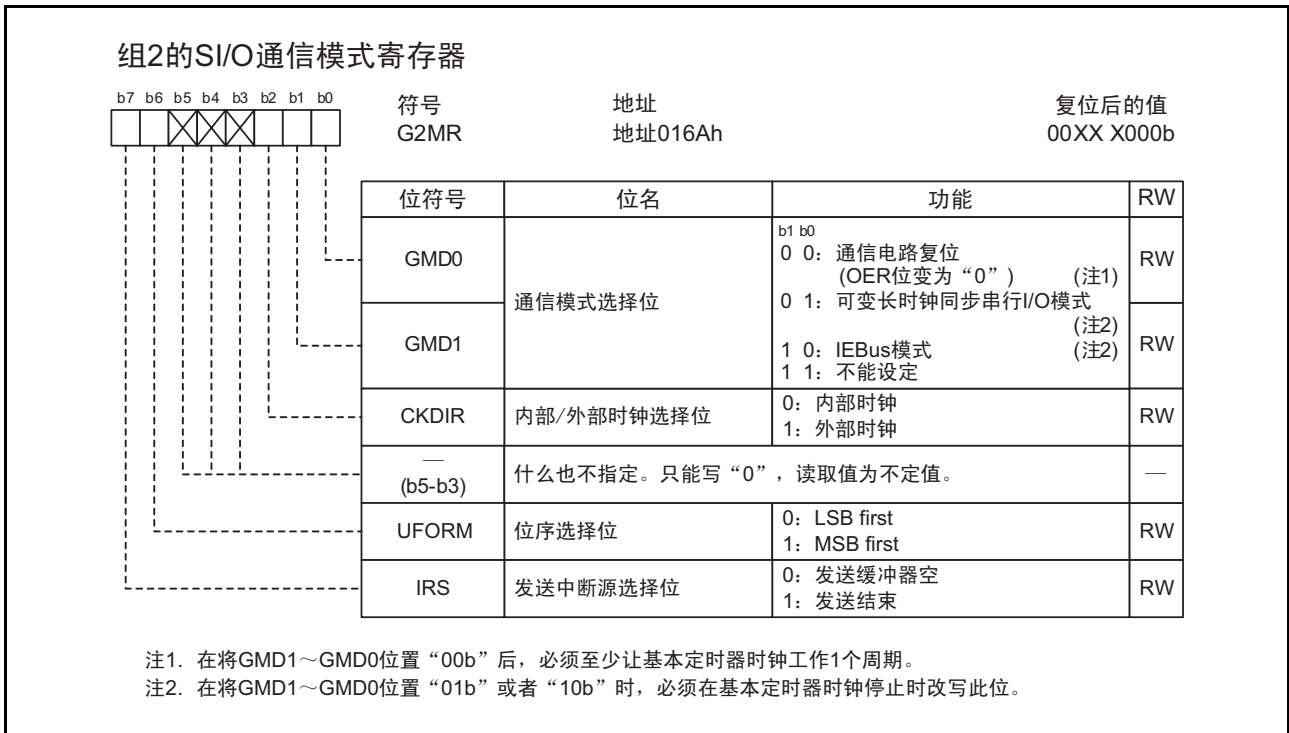 组2的SI/O通信模式寄存器
b7 b6 b5 b4 b3 b2 b1 b0
符号 地址 复位后的值
G2MR 地址016Ah 00XX X000b
位符号 位名 功能 RW
GMD0 通信模式选择位 RW
b1 b0
0 0：通信电路复位
(OER位变为“0”) (注1)
0 1：可变长时钟同步串行I/O模式
(注2)
GMD1 RW
1 0：IEBus模式 (注2)
1 1：不能设定
CKDIR 内部/外部时钟选择位 RW
0：内部时钟
1：外部时钟
—
(b5-b3) 什么也不指定。只能写“0”，读取值为不定值。 —
UFORM 位序选择位 RW
0：LSB first
1：MSB first
IRS 发送中断源选择位 RW
0：发送缓冲器空
1：发送结束
注1. 在将GMD1～GMD0位置“00b”后，必须至少让基本定时器时钟工作1个周期。
注2. 在将GMD1～GMD0位置“01b”或者“10b”时，必须在基本定时器时钟停止时改写此位。